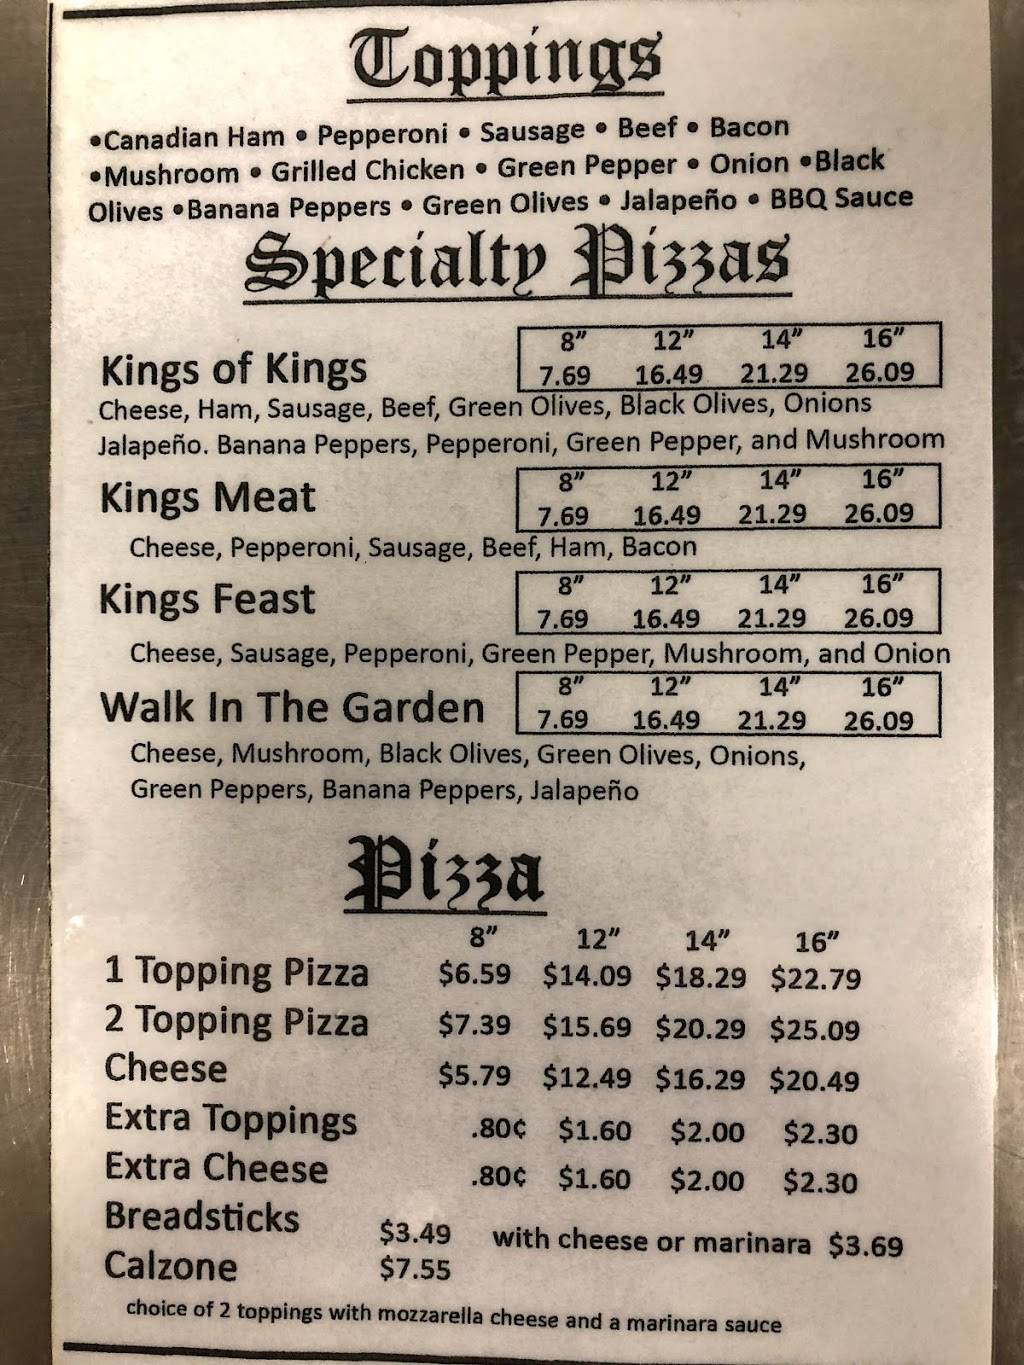 Toppings
•Canadian Ham • Pepperoni • Sausage • Beef • Bacon
•Mushroom • Grilled Chicken • Green Pepper • Onion •Black
Olives •Banana Peppers • Green Olives • Jalapeño • BBQ Sauce
Specialty Pizzas
8” 12” 14” 16”
Kings of Kings 7.69 16.49 21.29 26.09
Cheese, Ham, Sausage, Beef, Green Olives, Black Olives, Onions
Jalapeño. Banana Peppers, Pepperoni, Green Pepper, and Mushroom
8” 12” 14” 16”
Kings Meat 7.69 16.49 21.29 26.09
Cheese, Pepperoni, Sausage, Beef, Ham, Bacon
8” 12” 14” 16”
Kings Feast 7.69 16.49 21.29 26.09
Cheese, Sausage, Pepperoni, Green Pepper, Mushroom, and Onion
8” 12” 14” 16”
Walk In The Garden 7.69 16.49 21.29 26.09
Cheese, Mushroom, Black Olives, Green Olives, Onions,
Green Peppers, Banana Peppers, Jalapeño
Pizza
8” 12” 14” 16”
1 Topping Pizza $6.59 $14.09 $18.29 $22.79
2 Topping Pizza $7.39 $15.69 $20.29 $25.09
Cheese $5.79 $12.49 $16.29 $20.49
Extra Toppings .80¢ $1.60 $2.00 $2.30
Extra Cheese .80¢ $1.60 $2.00 $2.30
Breadsticks $3.49 with cheese or marinara $3.69
Calzone $7.55
choice of 2 toppings with mozzarella cheese and a marinara sauce